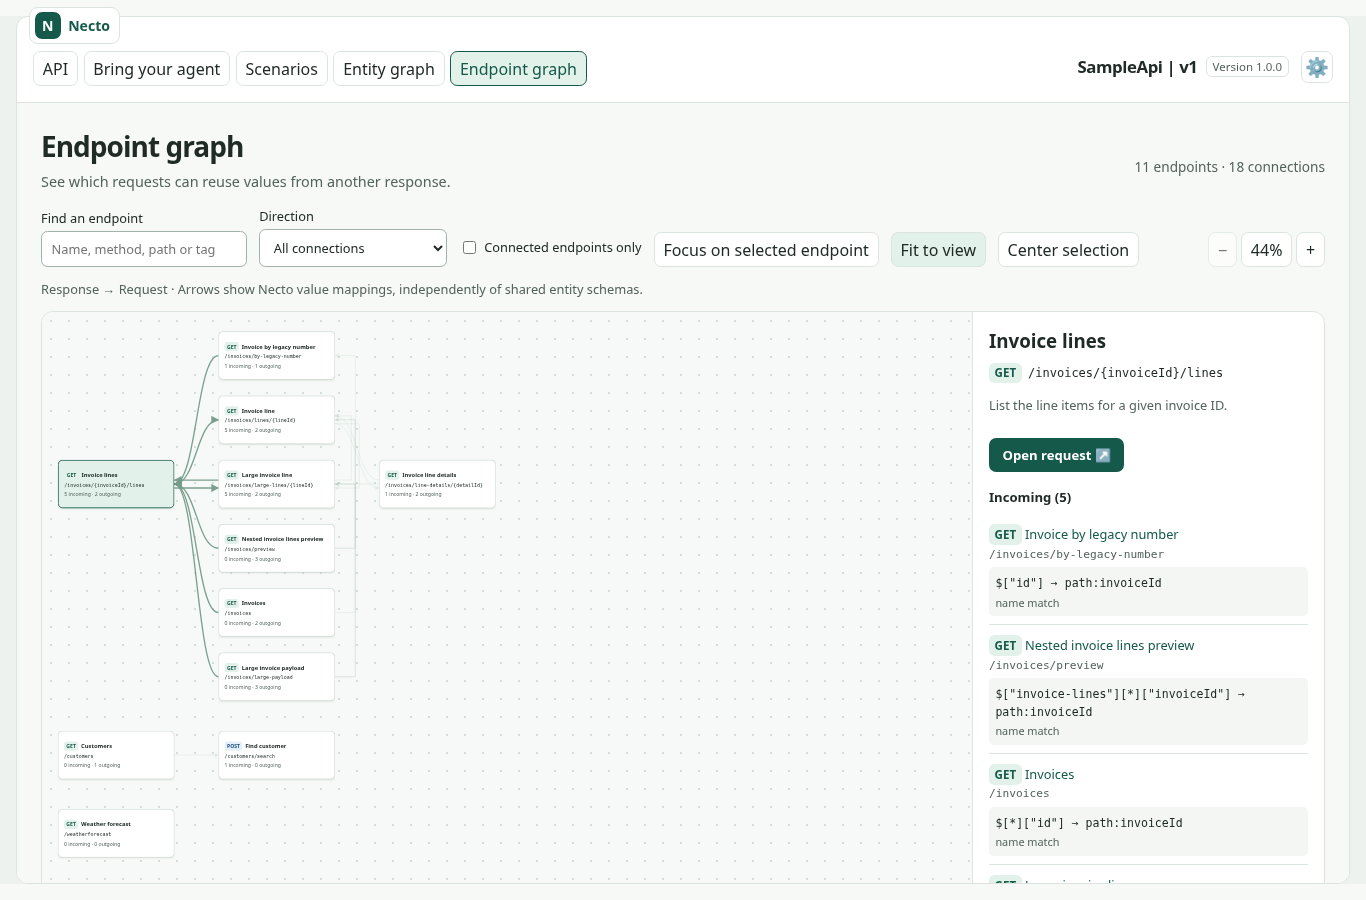 N Necto
API Bring your agent Scenarios Entity graph Endpoint graph
SampleApi | v1 Version 1.0.0
Endpoint graph
See which requests can reuse values from another response.
11 endpoints · 18 connections
Find an endpoint
Name, method, path or tag
Direction
All connections
Connected endpoints only
Focus on selected endpoint
Fit to view
Center selection
− 44% +
Response → Request · Arrows show Necto value mappings, independently of shared entity schemas.
GET Invoice by legacy number
/invoices/by-legacy-number
1 incoming · 1 outgoing
GET Invoice line
/invoices/lines/{lineId}
5 incoming · 2 outgoing
GET Invoice lines
/invoices/{invoiceId}/lines
5 incoming · 2 outgoing
GET Large invoice line
/invoices/large-lines/{lineId}
5 incoming · 2 outgoing
GET Invoice line details
/invoices/line-details/{detailId}
1 incoming · 2 outgoing
GET Nested invoice lines preview
/invoices/preview
0 incoming · 3 outgoing
GET Invoices
/invoices
0 incoming · 2 outgoing
GET Large invoice payload
/invoices/large-payload
0 incoming · 3 outgoing
GET Customers
/customers
0 incoming · 1 outgoing
POST Find customer
/customers/search
1 incoming · 0 outgoing
GET Weather forecast
/weatherforecast
0 incoming · 0 outgoing
Invoice lines
GET /invoices/{invoiceId}/lines
List the line items for a given invoice ID.
Open request ↗
Incoming (5)
GET Invoice by legacy number
/invoices/by-legacy-number
$["id"] → path:invoiceId
name match
GET Nested invoice lines preview
/invoices/preview
$["invoice-lines"][*]["invoiceId"] →
path:invoiceId
name match
GET Invoices
/invoices
$[*]["id"] → path:invoiceId
name match
GET